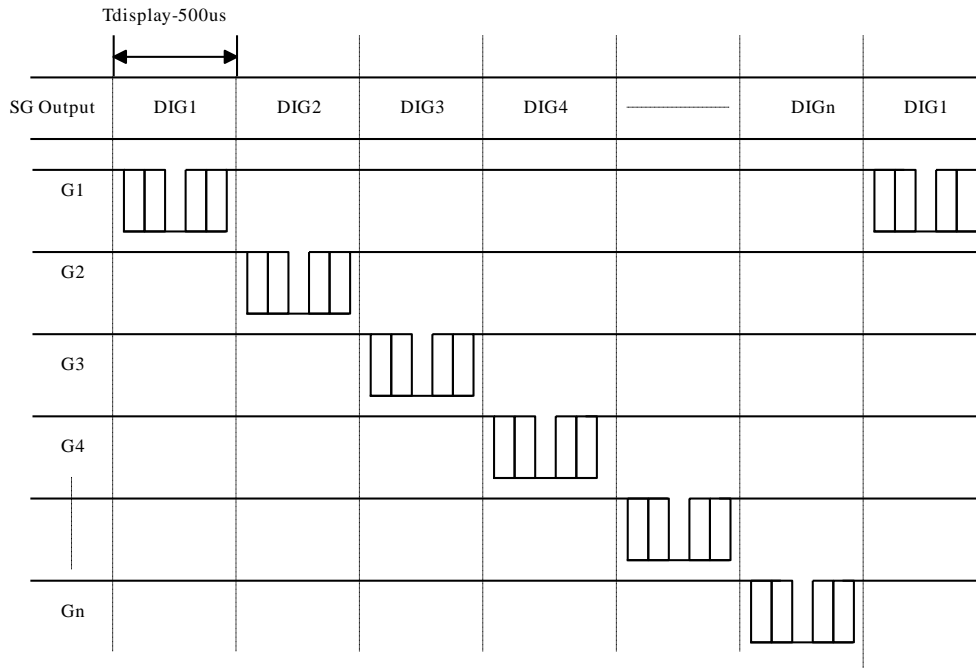 Tdisplay-500us
SG Output DIG1 DIG2 DIG3 DIG4 DIGn DIG1
G1
G2
G3
G4
Gn